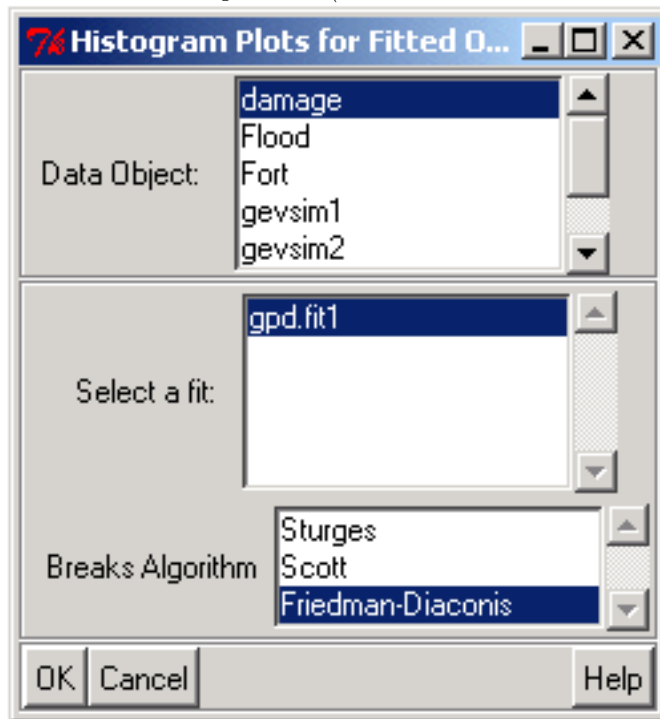 Histogram Plots for Fitted O...
Data Object:
damage
Flood
Fort
gevsim1
gevsim2
Select a fit:
gpd.fit1
Breaks Algorithm
Sturges
Scott
Friedman-Diaconis
OK
Cancel
Help